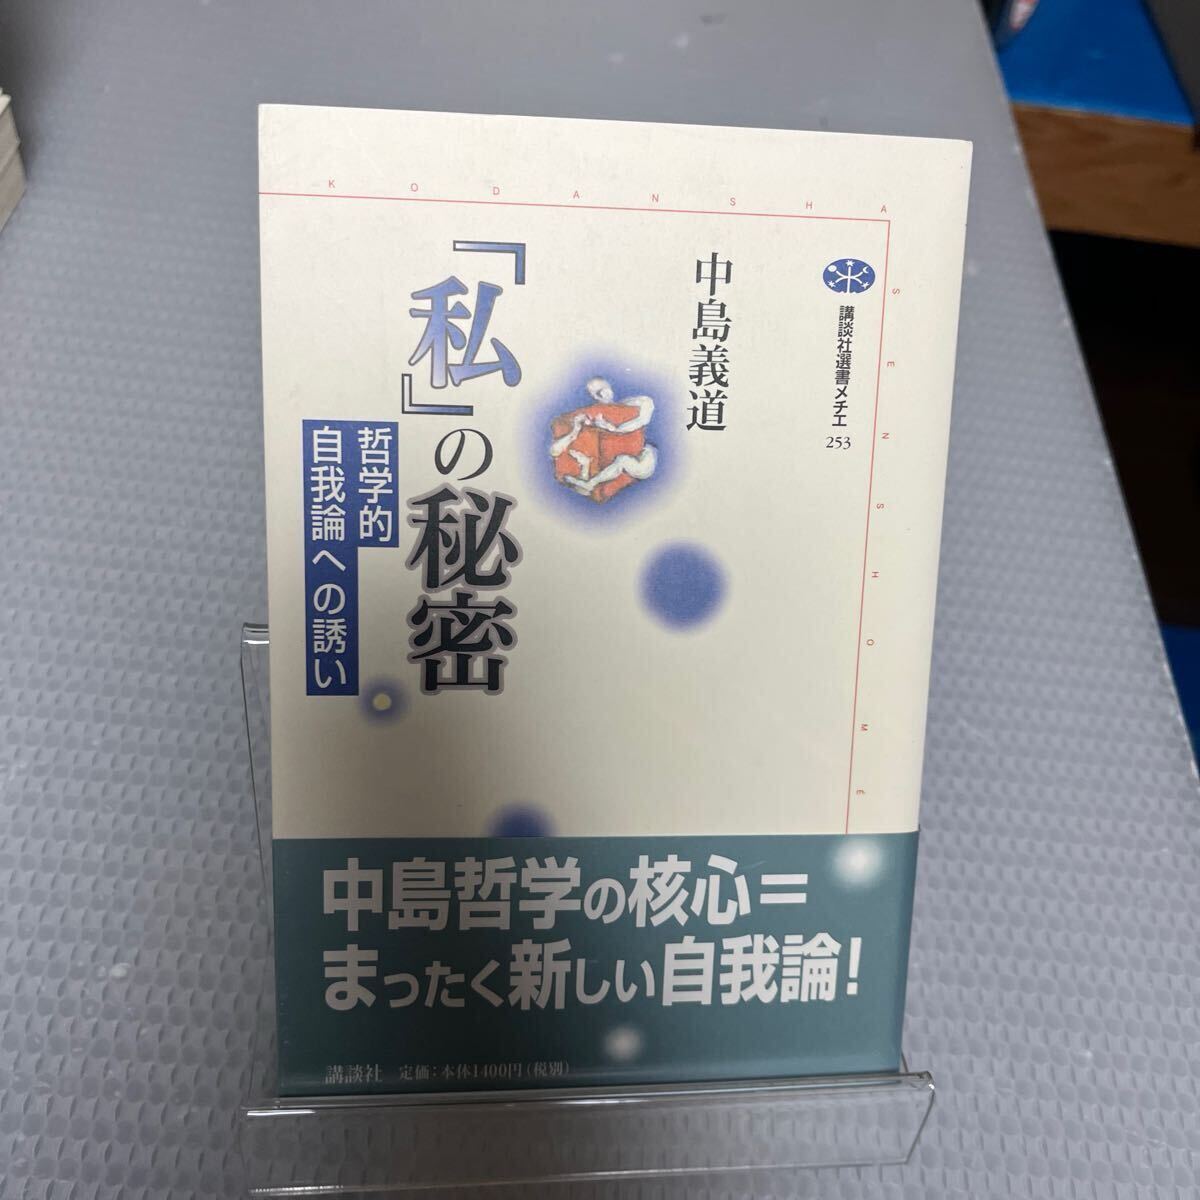 KODANSHA
SENSHOMÉ
講談社選書メチエ
253
中島義道
「私」の秘密
哲学的
自我論への誘い
中島哲学の核心＝
まったく新しい自我論！
講談社 定価：本体1400円（税別）